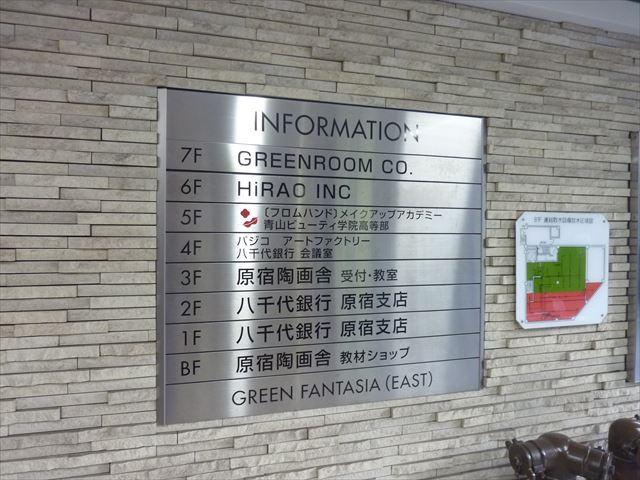 INFORMATION
7F GREENROOM CO.
6F HiRAO INC
5F 〔フロムハンド〕メイクアップアカデミー
青山ビューティ学院高等部
4F パジコ アートファクトリー
八千代銀行 会議室
3F 原宿陶画舎 受付・教室
2F 八千代銀行 原宿支店
1F 八千代銀行 原宿支店
BF 原宿陶画舎 教材ショップ
GREEN FANTASIA (EAST)